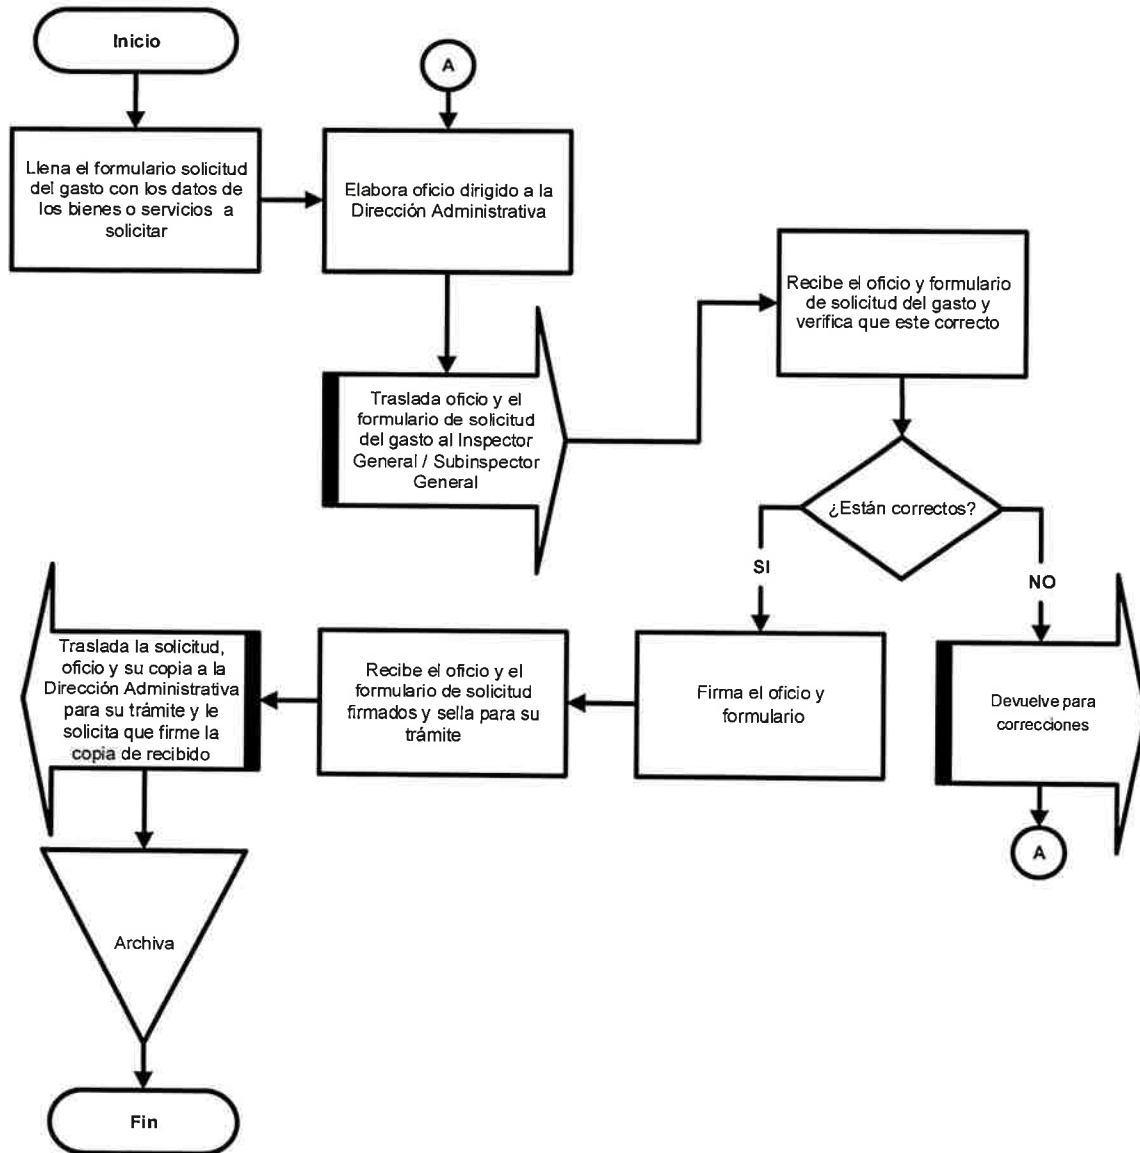 Inicio
A
Llena el formulario solicitud
del gasto con los datos de
los bienes o servicios a
solicitar
Elabora oficio dirigido a la
Dirección Administrativa
Recibe el oficio y formulario
de solicitud del gasto y
verifica que este correcto
Traslada oficio y el
formulario de solicitud
del gasto al Inspector
General / Subinspector
General
¿Están correctos?
SI
NO
Traslada la solicitud,
oficio y su copia a la
Dirección Administrativa
para su trámite y le
solicita que firme la
copia de recibido
Recibe el oficio y el
formulario de solicitud
firmados y sella para su
trámite
Firma el oficio y
formulario
Devuelve para
correcciones
A
Archiva
Fin